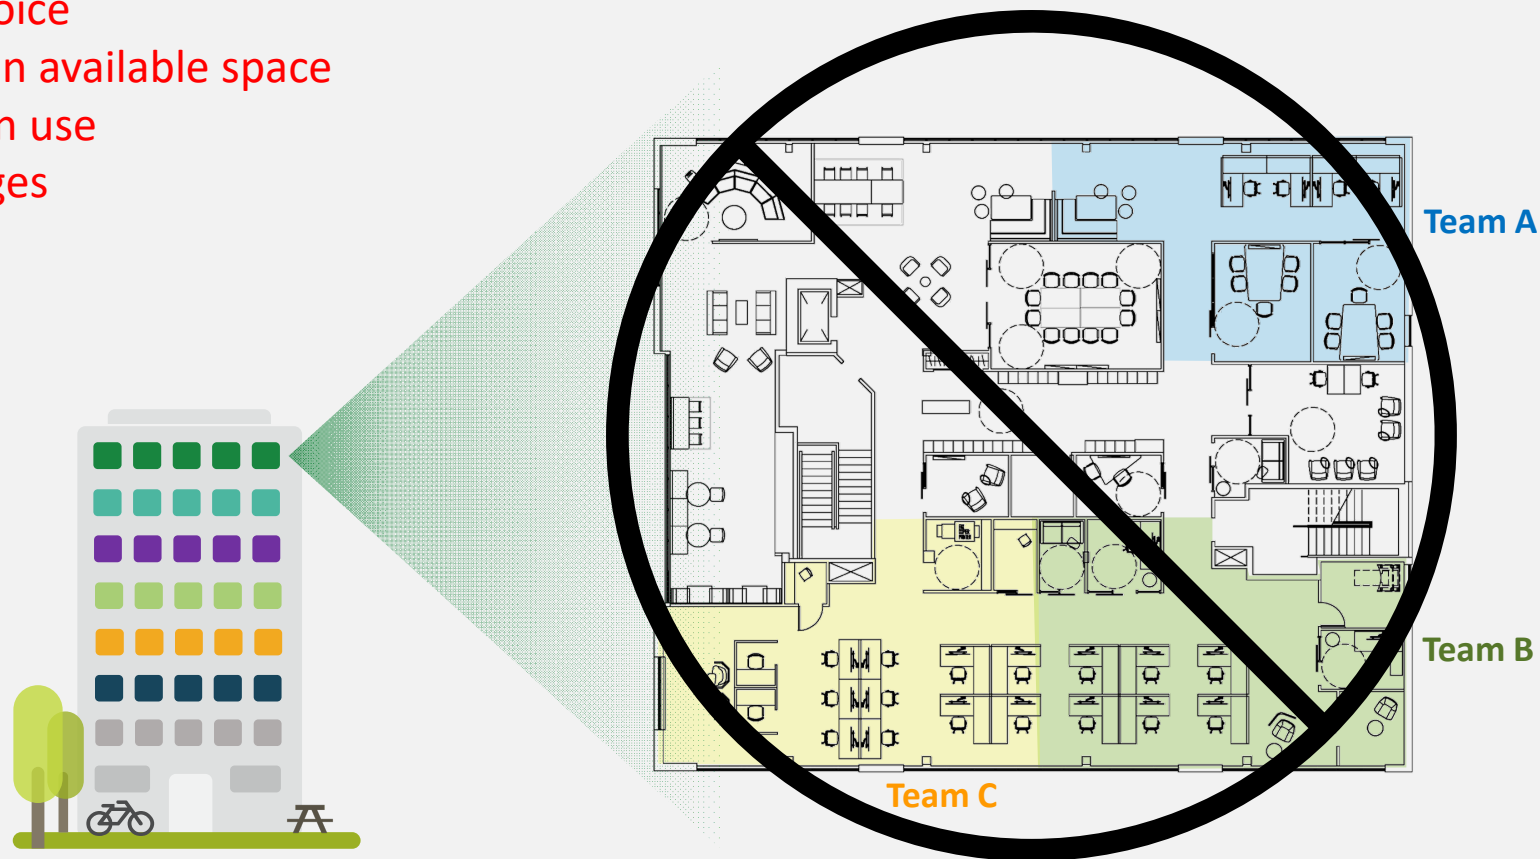 oice
n available space
n use
ges
Team A
Team B
Team C